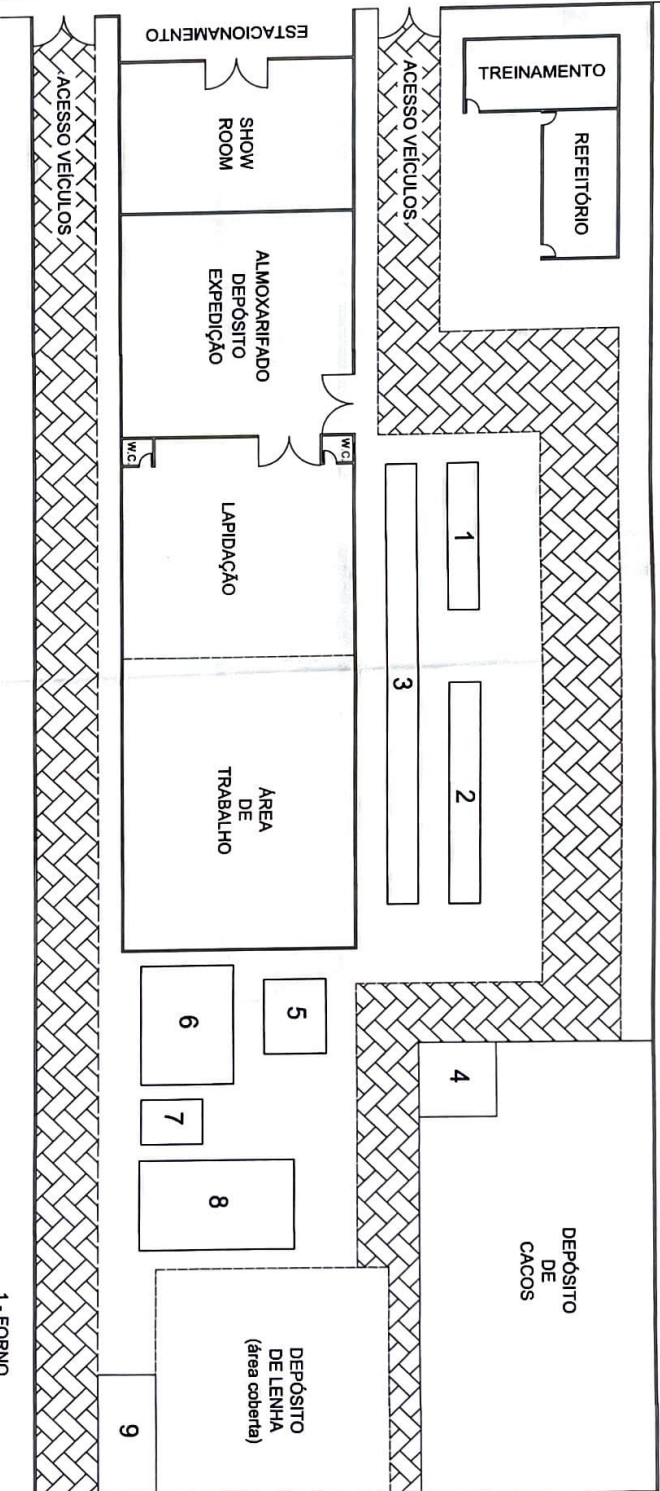 ESTACIONAMENTO
ACESSO VEÍCULOS
SHOW
ROOM
ACESSO VEÍCULOS
TREINAMENTO
REFEITÓRIO
ALMOXARIFADO
DEPÓSITO
EXPEDIÇÃO
W.C.
W.C.
LAPIDAÇÃO
1
3
2
ÁREA
DE
TRABALHO
5
6
4
7
8
DEPÓSITO
DE
CACOS
DEPÓSITO
DE LENHA
(área coberta)
9
1 - FORNO